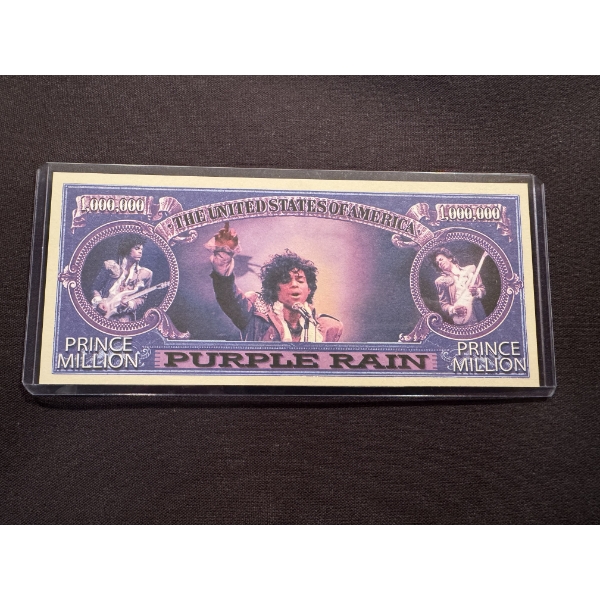 1,000,000
THE UNITED STATES OF AMERICA
1,000,000
PRINCE
MILLION
PURPLE RAIN
PRINCE
MILLION